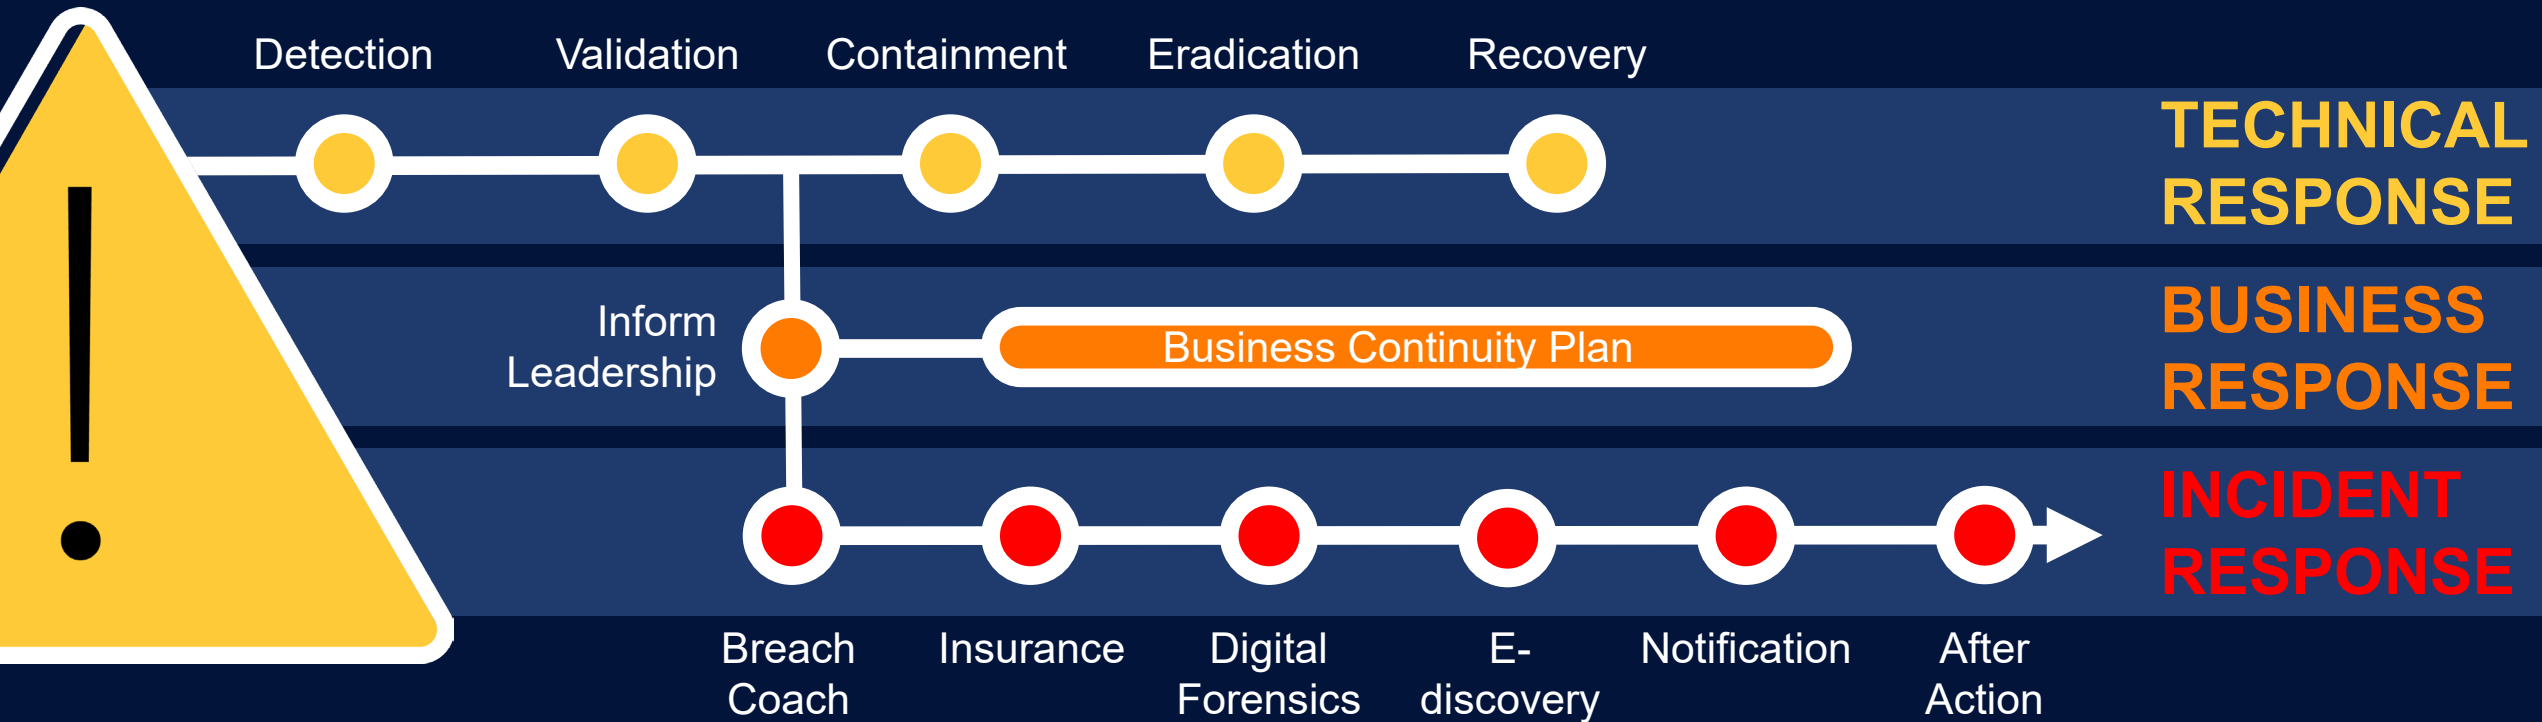 Detection
Validation
Containment
Eradication
Recovery
TECHNICAL
RESPONSE
!
Inform
Leadership
Business Continuity Plan
BUSINESS
RESPONSE
INCIDENT
RESPONSE
Breach
Coach
Insurance
Digital
Forensics
E-
discovery
Notification
After
Action